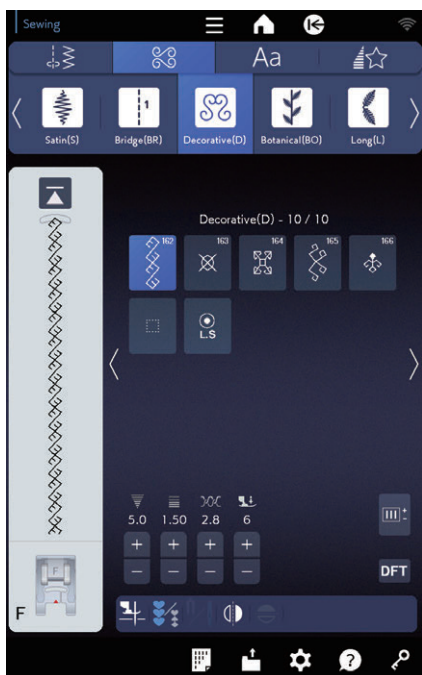 Sewing
Aa
1
Satin(S) Bridge(BR) Decorative(D) Botanical(BO) Long(L)
Decorative(D) - 10 / 10
162 163 164 165 166
L.S
5.0 1.50 2.8 6
+ + + +
− − − −
DFT
F
F
?